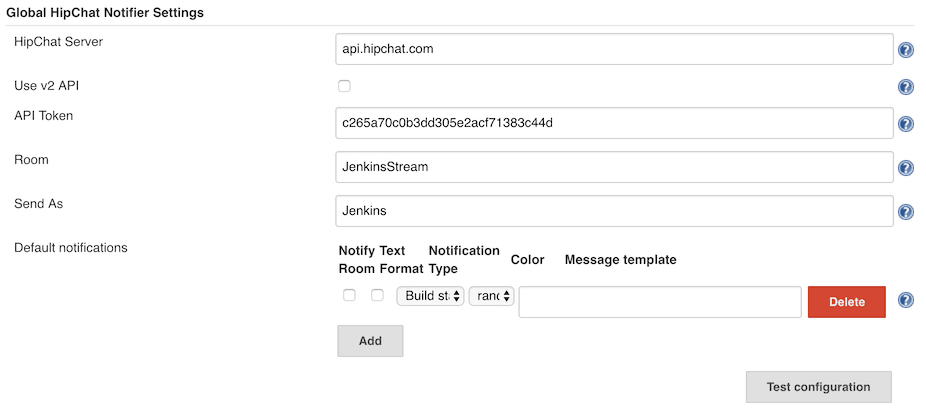 Global HipChat Notifier Settings
HipChat Server
api.hipchat.com
Use v2 API
API Token
c265a70c0b3dd305e2acf71383c44d
Room
JenkinsStream
Send As
Jenkins
Default notifications
Notify Text Notification Color Message template
Room Format Type
Build st ranc Delete
Add
Test configuration